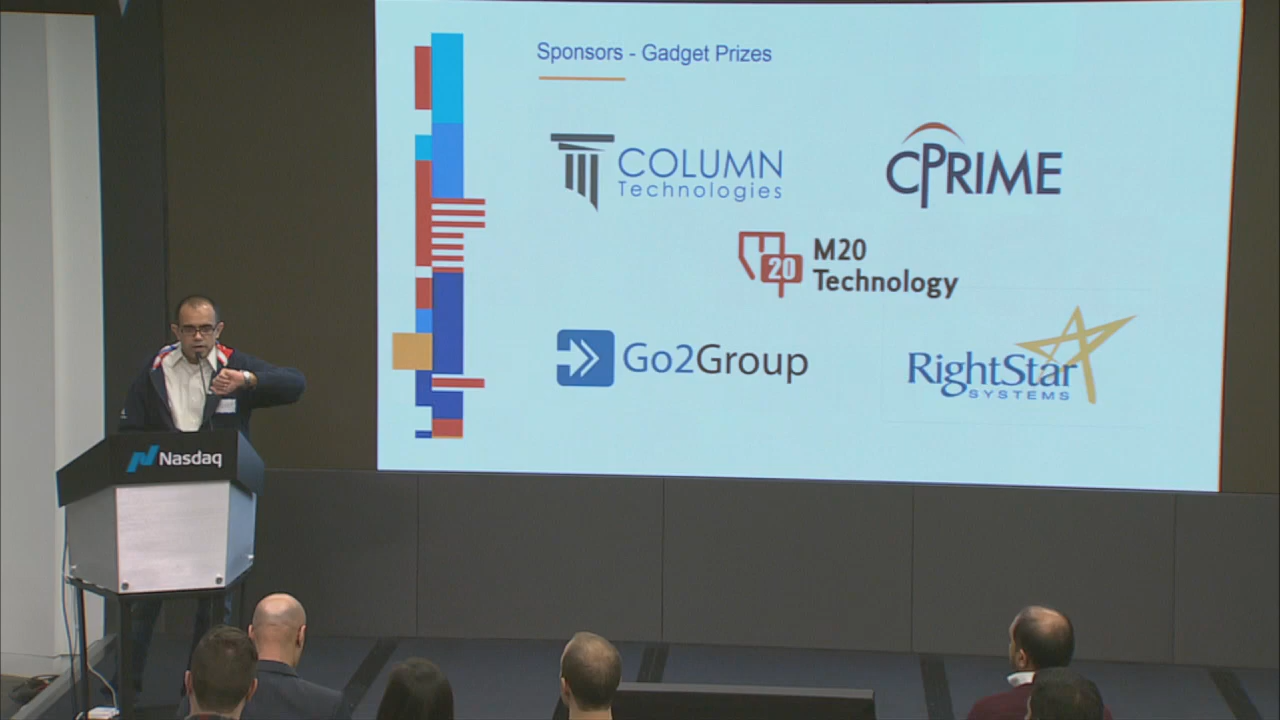 Sponsors - Gadget Prizes
COLUMN
Technologies
CPRIME
20
M20
Technology
Go2Group
RightStar
SYSTEMS
Nasdaq